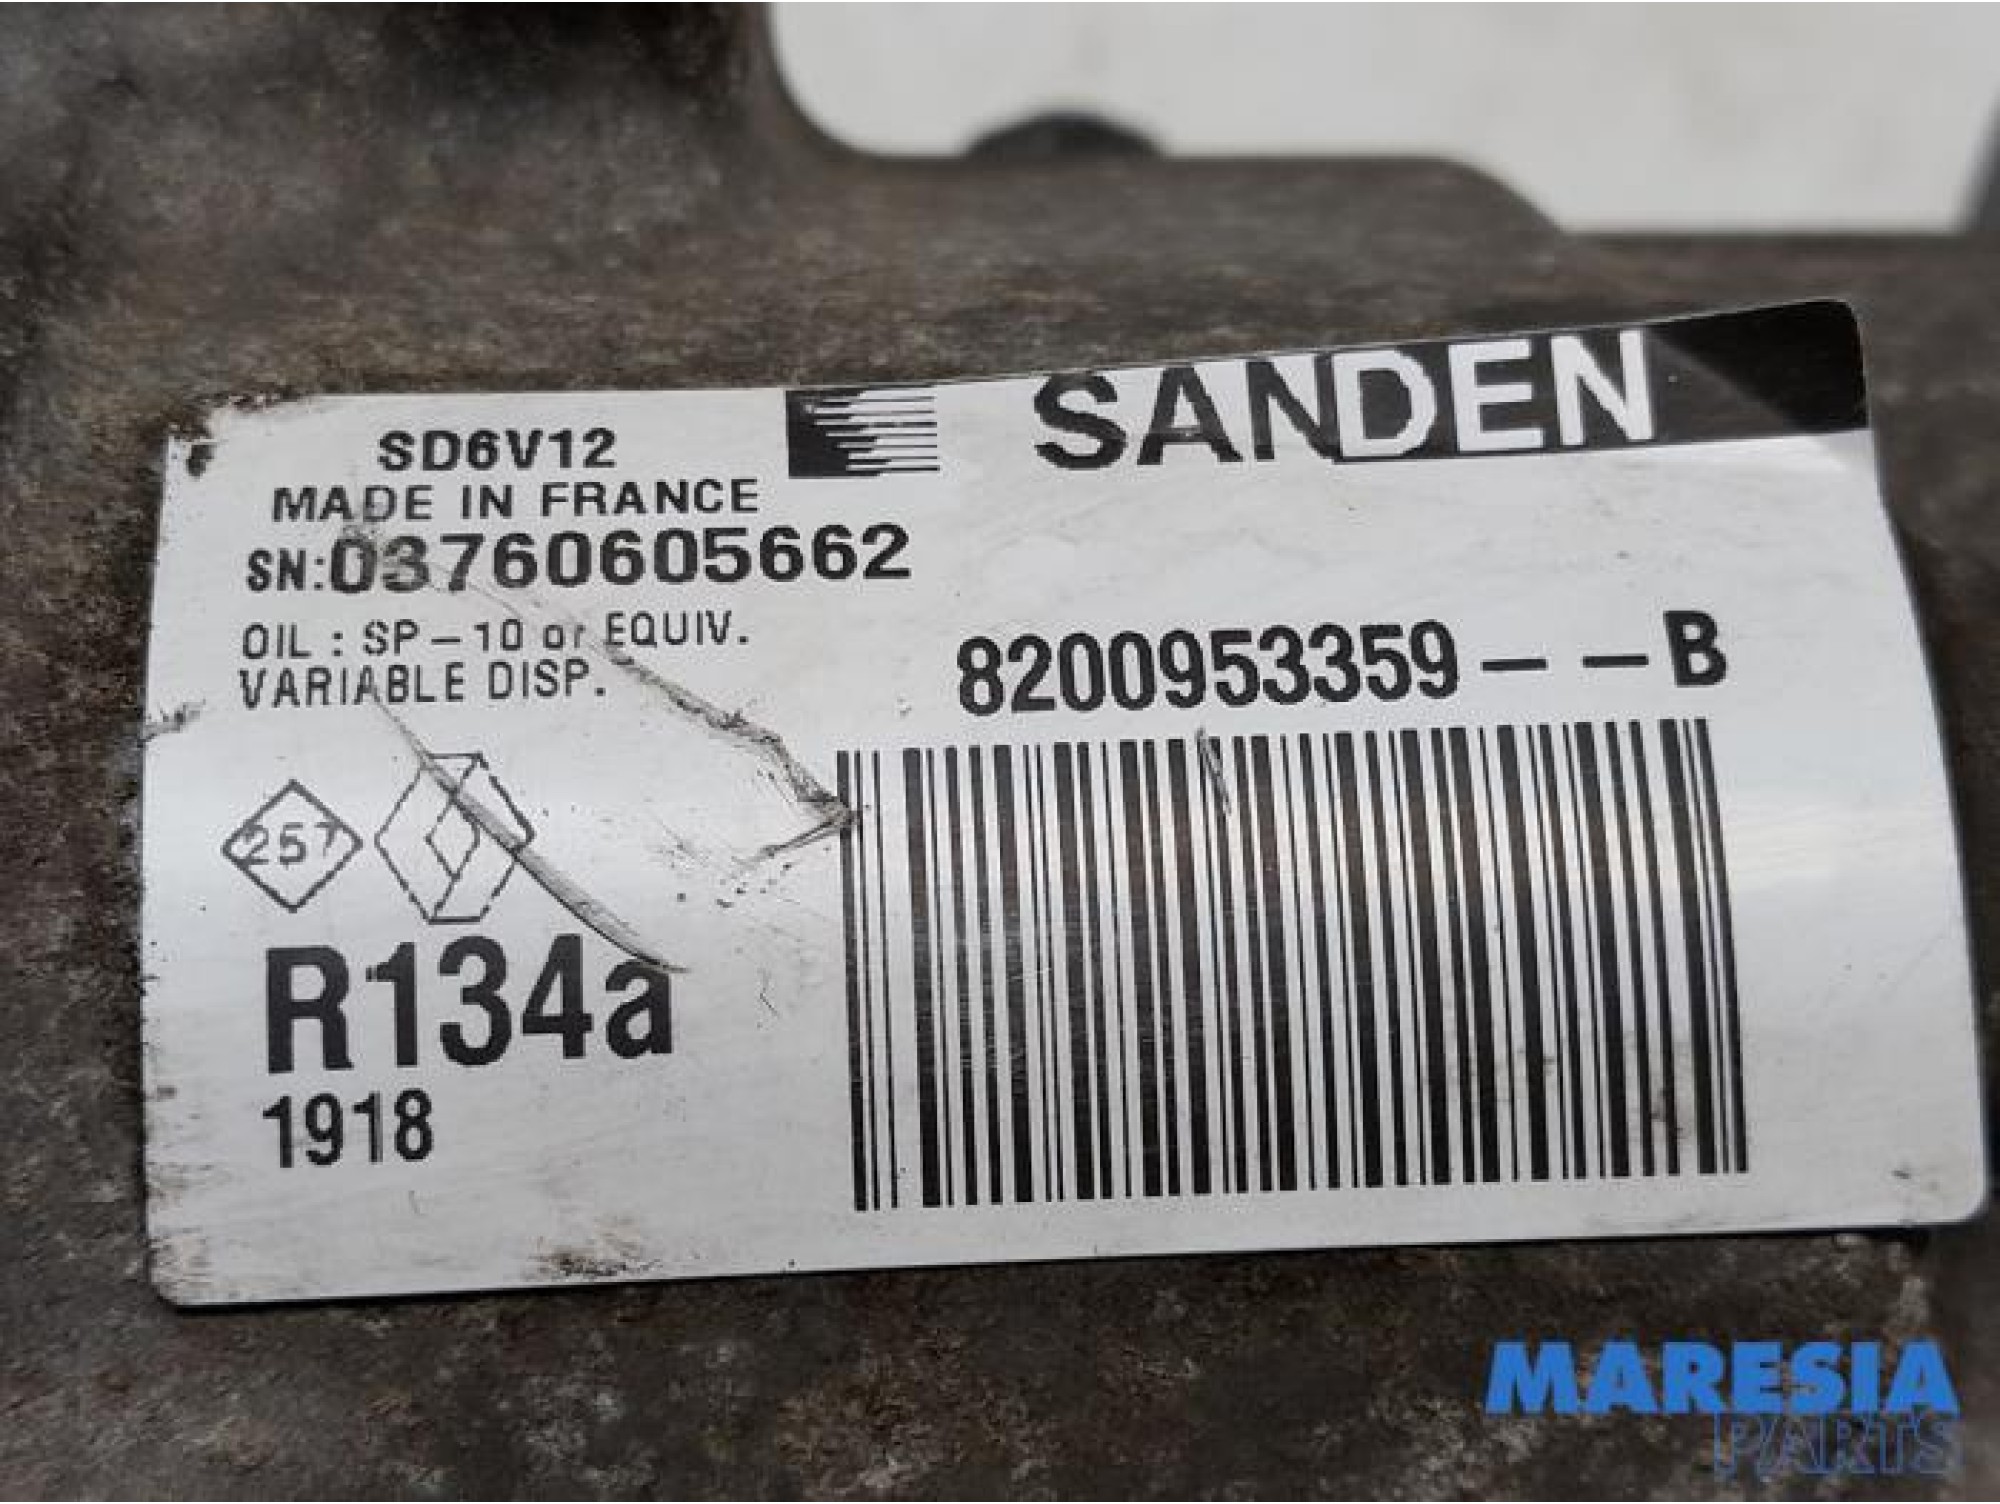 SANDEN
SD6V12
MADE IN FRANCE
SN:03760605662
OIL : SP-10 or EQUIV.
VARIABLE DISP.
8200953359--B
257
R134a
1918
MARESIA
PARTS